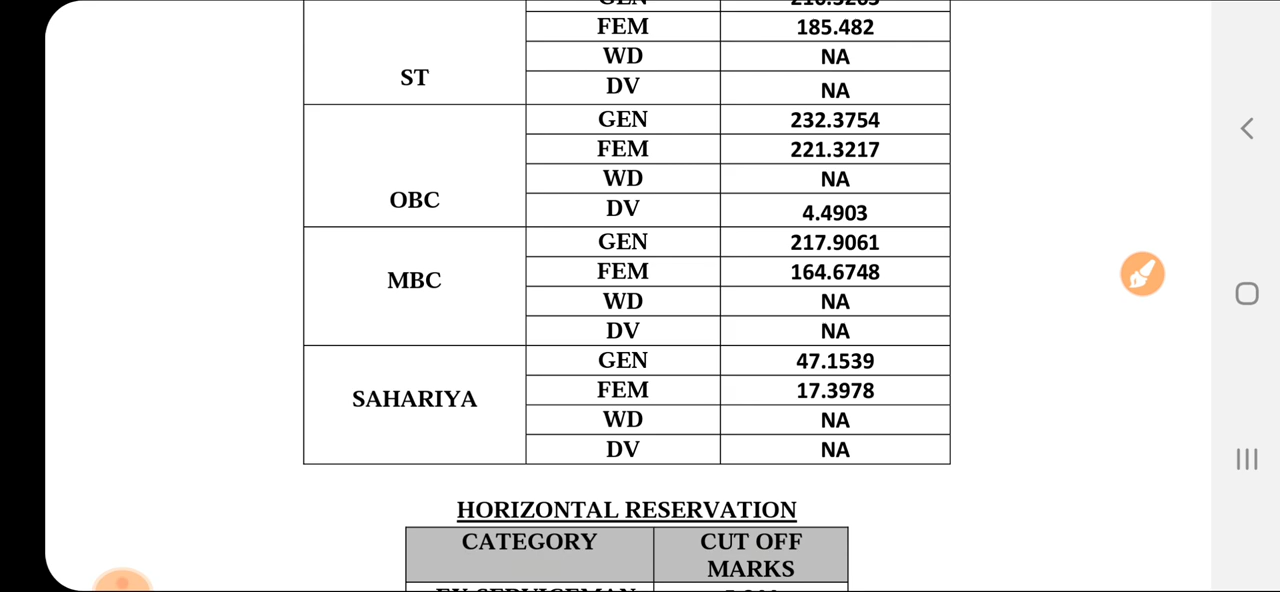 FEM 185.482
WD NA
ST
DV NA
GEN 232.3754
FEM 221.3217
WD NA
OBC
DV 4.4903
GEN 217.9061
FEM 164.6748
MBC
WD NA
DV NA
GEN 47.1539
FEM 17.3978
SAHARIYA
WD NA
DV NA
HORIZONTAL RESERVATION
CATEGORY CUT OFF
MARKS